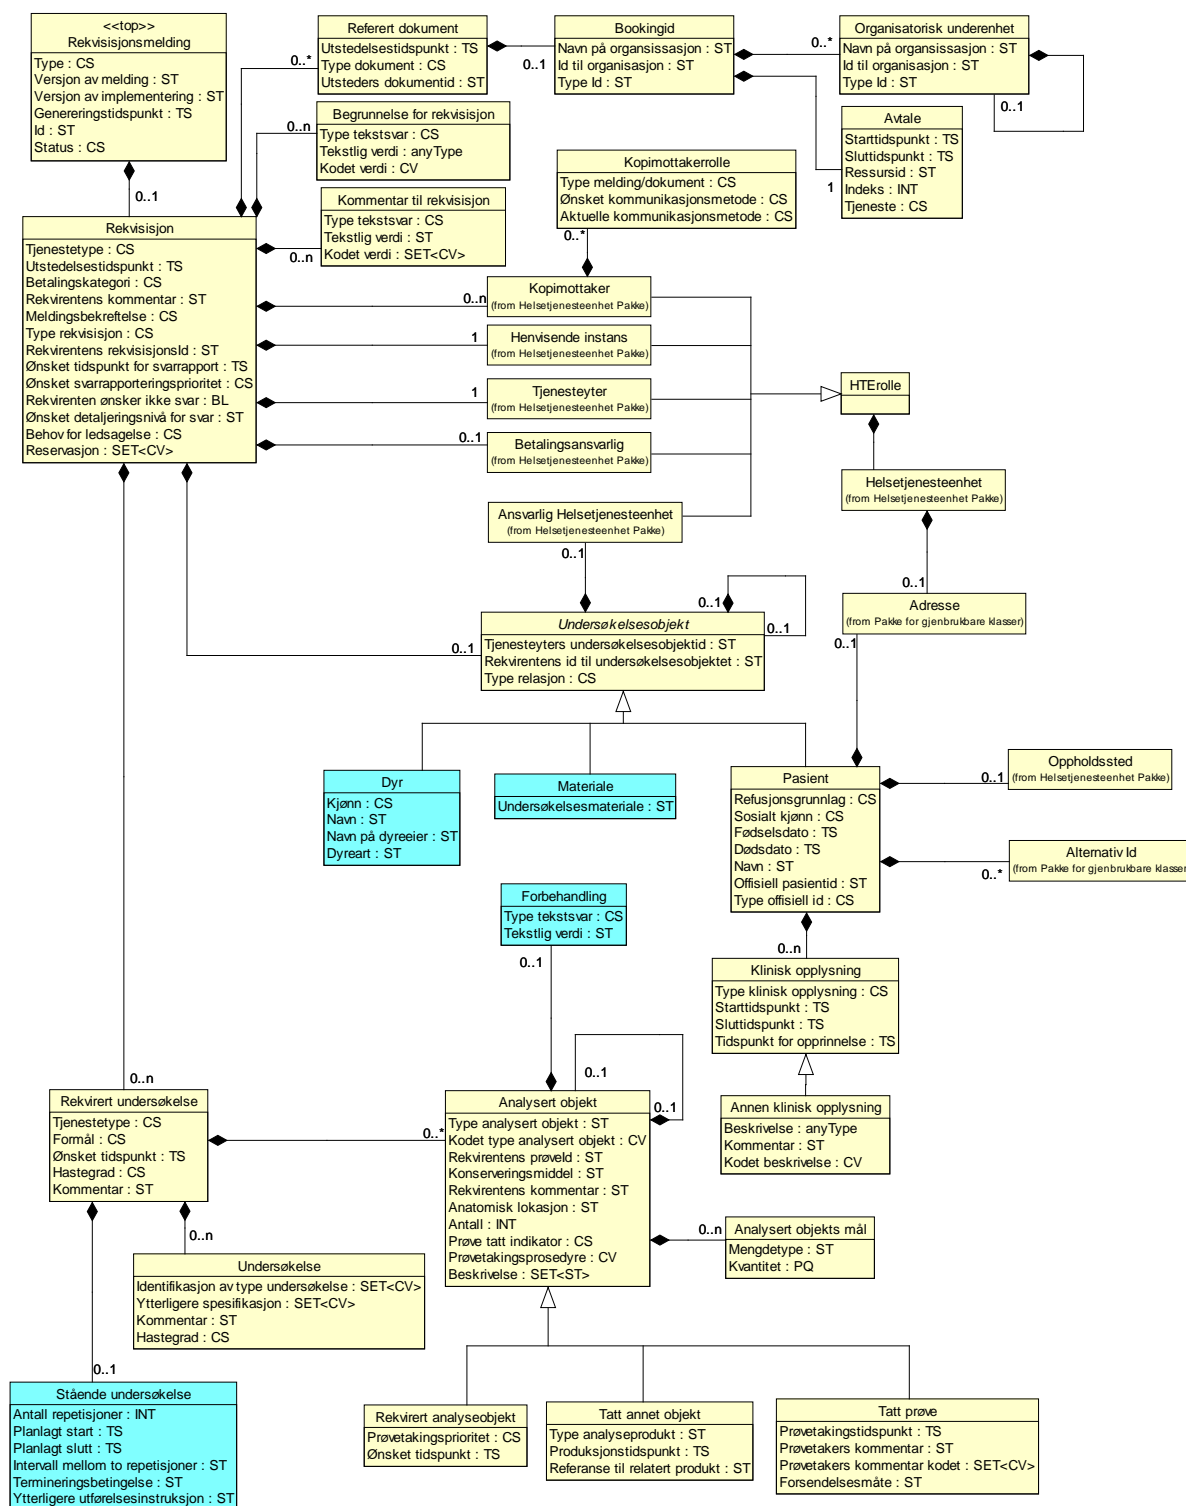 <<top>>
Rekvisisjonsmelding
Type : CS
Versjon av melding : ST
Versjon av implementering : ST
Genereringstidspunkt : TS
Id : ST
Status : CS
0..1
Referert dokument
Utstedelsestidspunkt : TS
Type dokument : CS
Utsteders dokumentid : ST
0..*
0..1
Bookingid
Navn på organsissasjon : ST
Id til organisasjon : ST
Type Id : ST
0..*
Organisatorisk underenhet
Navn på organsissasjon : ST
Id til organisasjon : ST
Type Id : ST
0..1
Begrunnelse for rekvisisjon
Type tekstsvar : CS
Tekstlig verdi : anyType
Kodet verdi : CV
0..n
Avtale
Starttidspunkt : TS
Sluttidspunkt : TS
Ressursid : ST
Indeks : INT
Tjeneste : CS
1
Kopimottakerrolle
Type melding/dokument : CS
Ønsket kommunikasjonsmetode : CS
Aktuelle kommunikasjonsmetode : CS
0..*
Kommentar til rekvisisjon
Type tekstsvar : CS
Tekstlig verdi : ST
Kodet verdi : SET<CV>
0..n
Rekvisisjon
Tjenestetype : CS
Utstedelsestidspunkt : TS
Betalingskategori : CS
Rekvirentens kommentar : ST
Meldingsbekreftelse : CS
Type rekvisisjon : CS
Rekvirentens rekvisisjonsId : ST
Ønsket tidspunkt for svarrapport : TS
Ønsket svarrapporteringsprioritet : CS
Rekvirenten ønsker ikke svar : BL
Ønsket detaljeringsnivå for svar : ST
Behov for ledsagelse : CS
Reservasjon : SET<CV>
0..n
Kopimottaker
(from Helsetjenesteenhet Pakke)
1
Henvisende instans
(from Helsetjenesteenhet Pakke)
1
Tjenesteyter
(from Helsetjenesteenhet Pakke)
0..1
Betalingsansvarlig
(from Helsetjenesteenhet Pakke)
HTErolle
Helsetjenesteenhet
(from Helsetjenesteenhet Pakke)
Ansvarlig Helsetjenesteenhet
(from Helsetjenesteenhet Pakke)
0..1
0..1
Adresse
(from Pakke for gjenbrukbare klasser)
0..1
0..1
0..1
0..1
Undersøkelsesobjekt
Tjenesteyters undersøkelsesobjektid : ST
Rekvirentens id til undersøkelsesobjektet : ST
Type relasjon : CS
Dyr
Kjønn : CS
Navn : ST
Navn på dyreeier : ST
Dyreart : ST
Materiale
Undersøkelsesmateriale : ST
Pasient
Refusjonsgrunnlag : CS
Sosialt kjønn : CS
Fødselsdato : TS
Dødsdato : TS
Navn : ST
Offisiell pasientid : ST
Type offisiell id : CS
0..1
Oppholdssted
(from Helsetjenesteenhet Pakke)
0..*
Alternativ Id
(from Pakke for gjenbrukbare klasser)
0..n
Forbehandling
Type tekstsvar : CS
Tekstlig verdi : ST
0..1
Klinisk opplysning
Type klinisk opplysning : CS
Starttidspunkt : TS
Sluttidspunkt : TS
Tidspunkt for opprinnelse : TS
Annen klinisk opplysning
Beskrivelse : anyType
Kommentar : ST
Kodet beskrivelse : CV
0..n
Rekvirert undersøkelse
Tjenestetype : CS
Formål : CS
Ønsket tidspunkt : TS
Hastegrad : CS
Kommentar : ST
0..*
0..1
0..1
Analysert objekt
Type analysert objekt : ST
Kodet type analysert objekt : CV
Rekvirentens prøveId : ST
Konserveringsmiddel : ST
Rekvirentens kommentar : ST
Anatomisk lokasjon : ST
Antall : INT
Prøve tatt indikator : CS
Prøvetakingsprosedyre : CV
Beskrivelse : SET<ST>
0..n
Analysert objekts mål
Mengdetype : ST
Kvantitet : PQ
0..n
Undersøkelse
Identifikasjon av type undersøkelse : SET<CV>
Ytterligere spesifikasjon : SET<CV>
Kommentar : ST
Hastegrad : CS
0..1
Stående undersøkelse
Antall repetisjoner : INT
Planlagt start : TS
Planlagt slutt : TS
Intervall mellom to repetisjoner : ST
Termineringsbetingelse : ST
Ytterligere utførelsesinstruksjon : ST
Rekvirert analyseobjekt
Prøvetakingsprioritet : CS
Ønsket tidspunkt : TS
Tatt annet objekt
Type analyseprodukt : ST
Produksjonstidspunkt : TS
Referanse til relatert produkt : ST
Tatt prøve
Prøvetakingstidspunkt : TS
Prøvetakers kommentar : ST
Prøvetakers kommentar kodet : SET<CV>
Forsendelsesmåte : ST